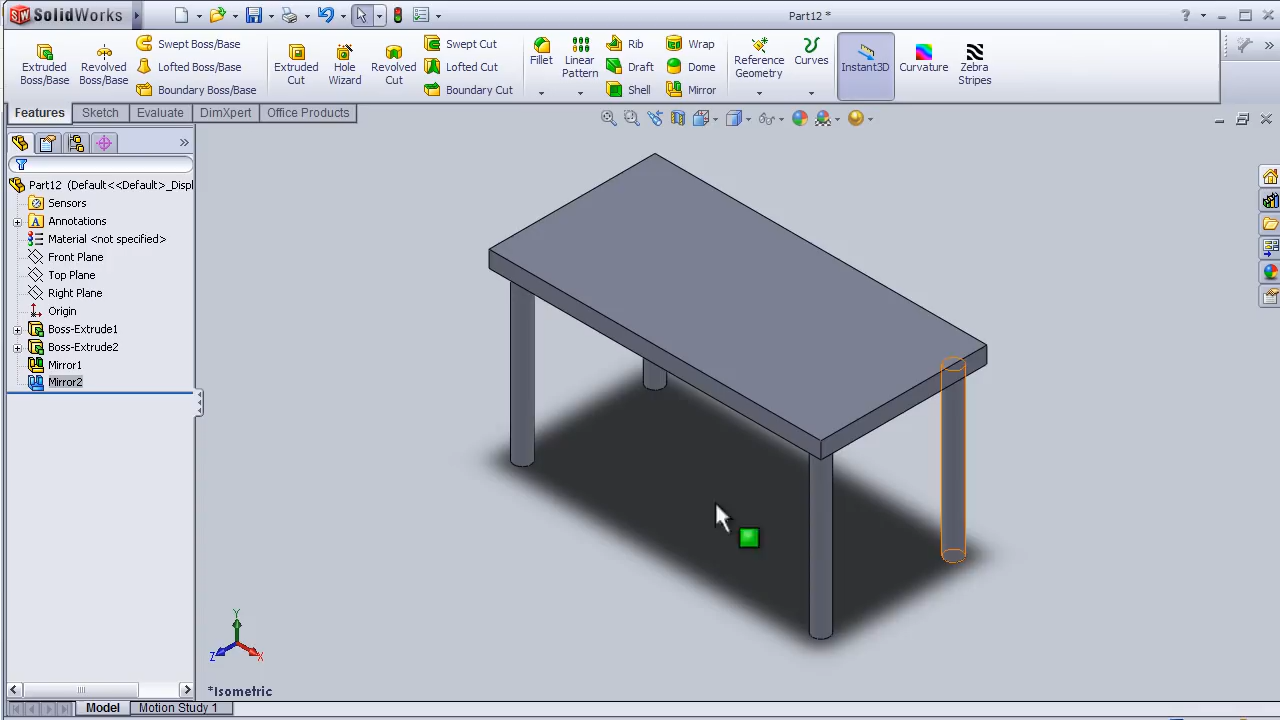 SolidWorks
Part12 *
Extruded Boss/Base
Revolved Boss/Base
Swept Boss/Base
Lofted Boss/Base
Boundary Boss/Base
Extruded Cut
Hole Wizard
Revolved Cut
Swept Cut
Lofted Cut
Boundary Cut
Fillet
Linear Pattern
Rib
Draft
Shell
Wrap
Dome
Mirror
Reference Geometry
Curves
Instant3D
Curvature
Zebra Stripes
Features
Sketch
Evaluate
DimXpert
Office Products
Part12 (Default<<Default>_Displ
Sensors
Annotations
Material <not specified>
Front Plane
Top Plane
Right Plane
Origin
Boss-Extrude1
Boss-Extrude2
Mirror1
Mirror2
Y
Z
X
*Isometric
Model
Motion Study 1